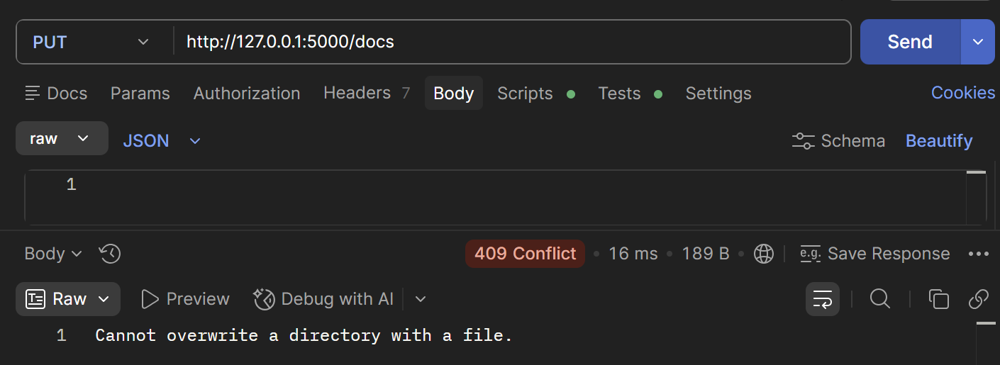 PUT http://127.0.0.1:5000/docs Send
Docs Params Authorization Headers 7 Body Scripts Tests Settings Cookies
raw JSON Schema Beautify
1
Body 409 Conflict 16 ms 189 B e.g. Save Response
Raw Preview Debug with AI
1 Cannot overwrite a directory with a file.